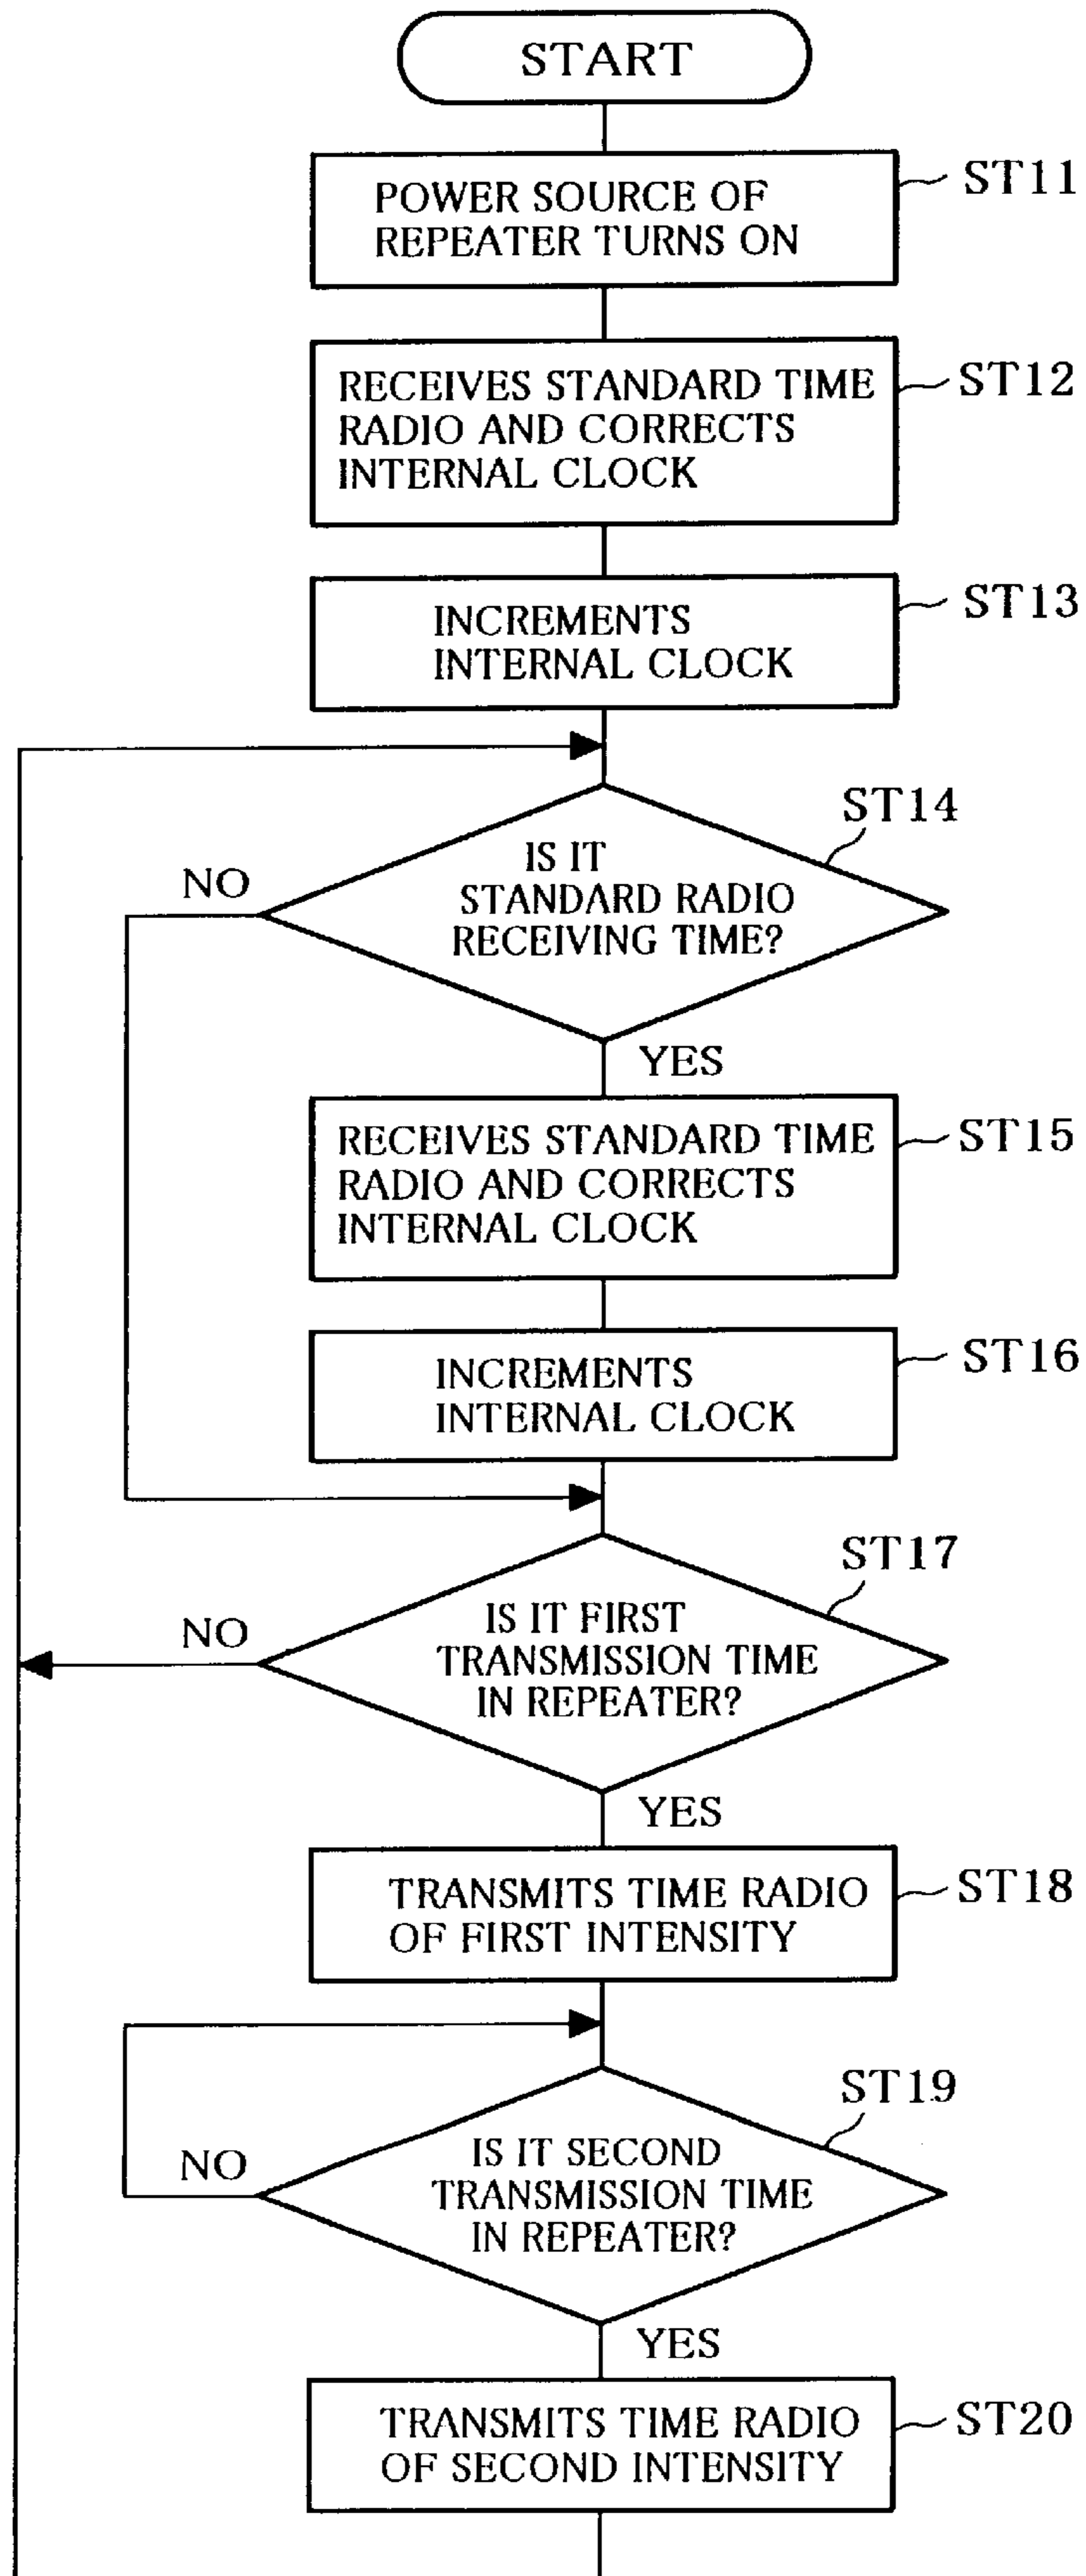 START
POWER SOURCE OF
REPEATER TURNS ON
ST11
RECEIVES STANDARD TIME
RADIO AND CORRECTS
INTERNAL CLOCK
ST12
INCREMENTS
INTERNAL CLOCK
ST13
ST14
IS IT
STANDARD RADIO
RECEIVING TIME?
NO
YES
RECEIVES STANDARD TIME
RADIO AND CORRECTS
INTERNAL CLOCK
ST15
INCREMENTS
INTERNAL CLOCK
ST16
ST17
IS IT FIRST
TRANSMISSION TIME
IN REPEATER?
NO
YES
TRANSMITS TIME RADIO
OF FIRST INTENSITY
ST18
ST19
IS IT SECOND
TRANSMISSION TIME
IN REPEATER?
NO
YES
TRANSMITS TIME RADIO
OF SECOND INTENSITY
ST20